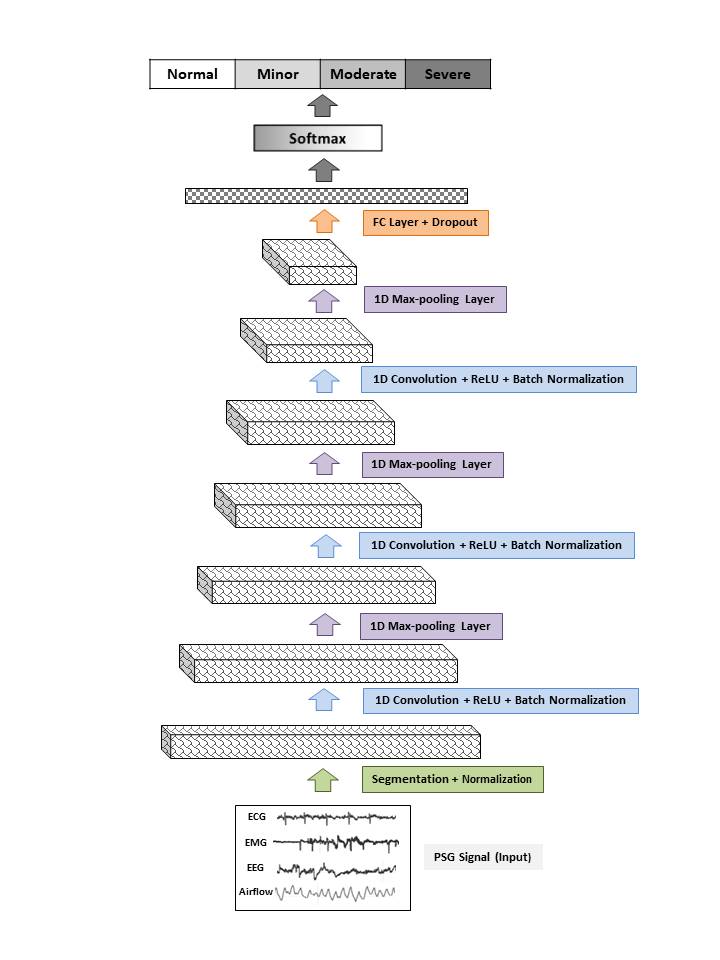 Normal Minor Moderate Severe
Softmax
FC Layer + Dropout
1D Max-pooling Layer
1D Convolution + ReLU + Batch Normalization
1D Max-pooling Layer
1D Convolution + ReLU + Batch Normalization
1D Max-pooling Layer
1D Convolution + ReLU + Batch Normalization
Segmentation + Normalization
ECG
EMG
EEG
Airflow
PSG Signal (Input)